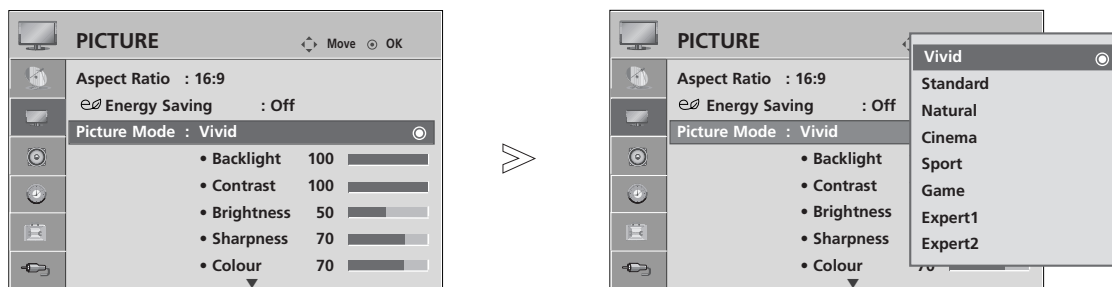 PICTURE
Move OK
Aspect Ratio : 16:9
Energy Saving : Off
Picture Mode : Vivid
• Backlight 100
• Contrast 100
• Brightness 50
• Sharpness 70
• Colour 70
PICTURE
Aspect Ratio : 16:9
Energy Saving : Off
Picture Mode : Vivid
• Backlight
• Contrast
• Brightness
• Sharpness
• Colour
Vivid
Standard
Natural
Cinema
Sport
Game
Expert1
Expert2